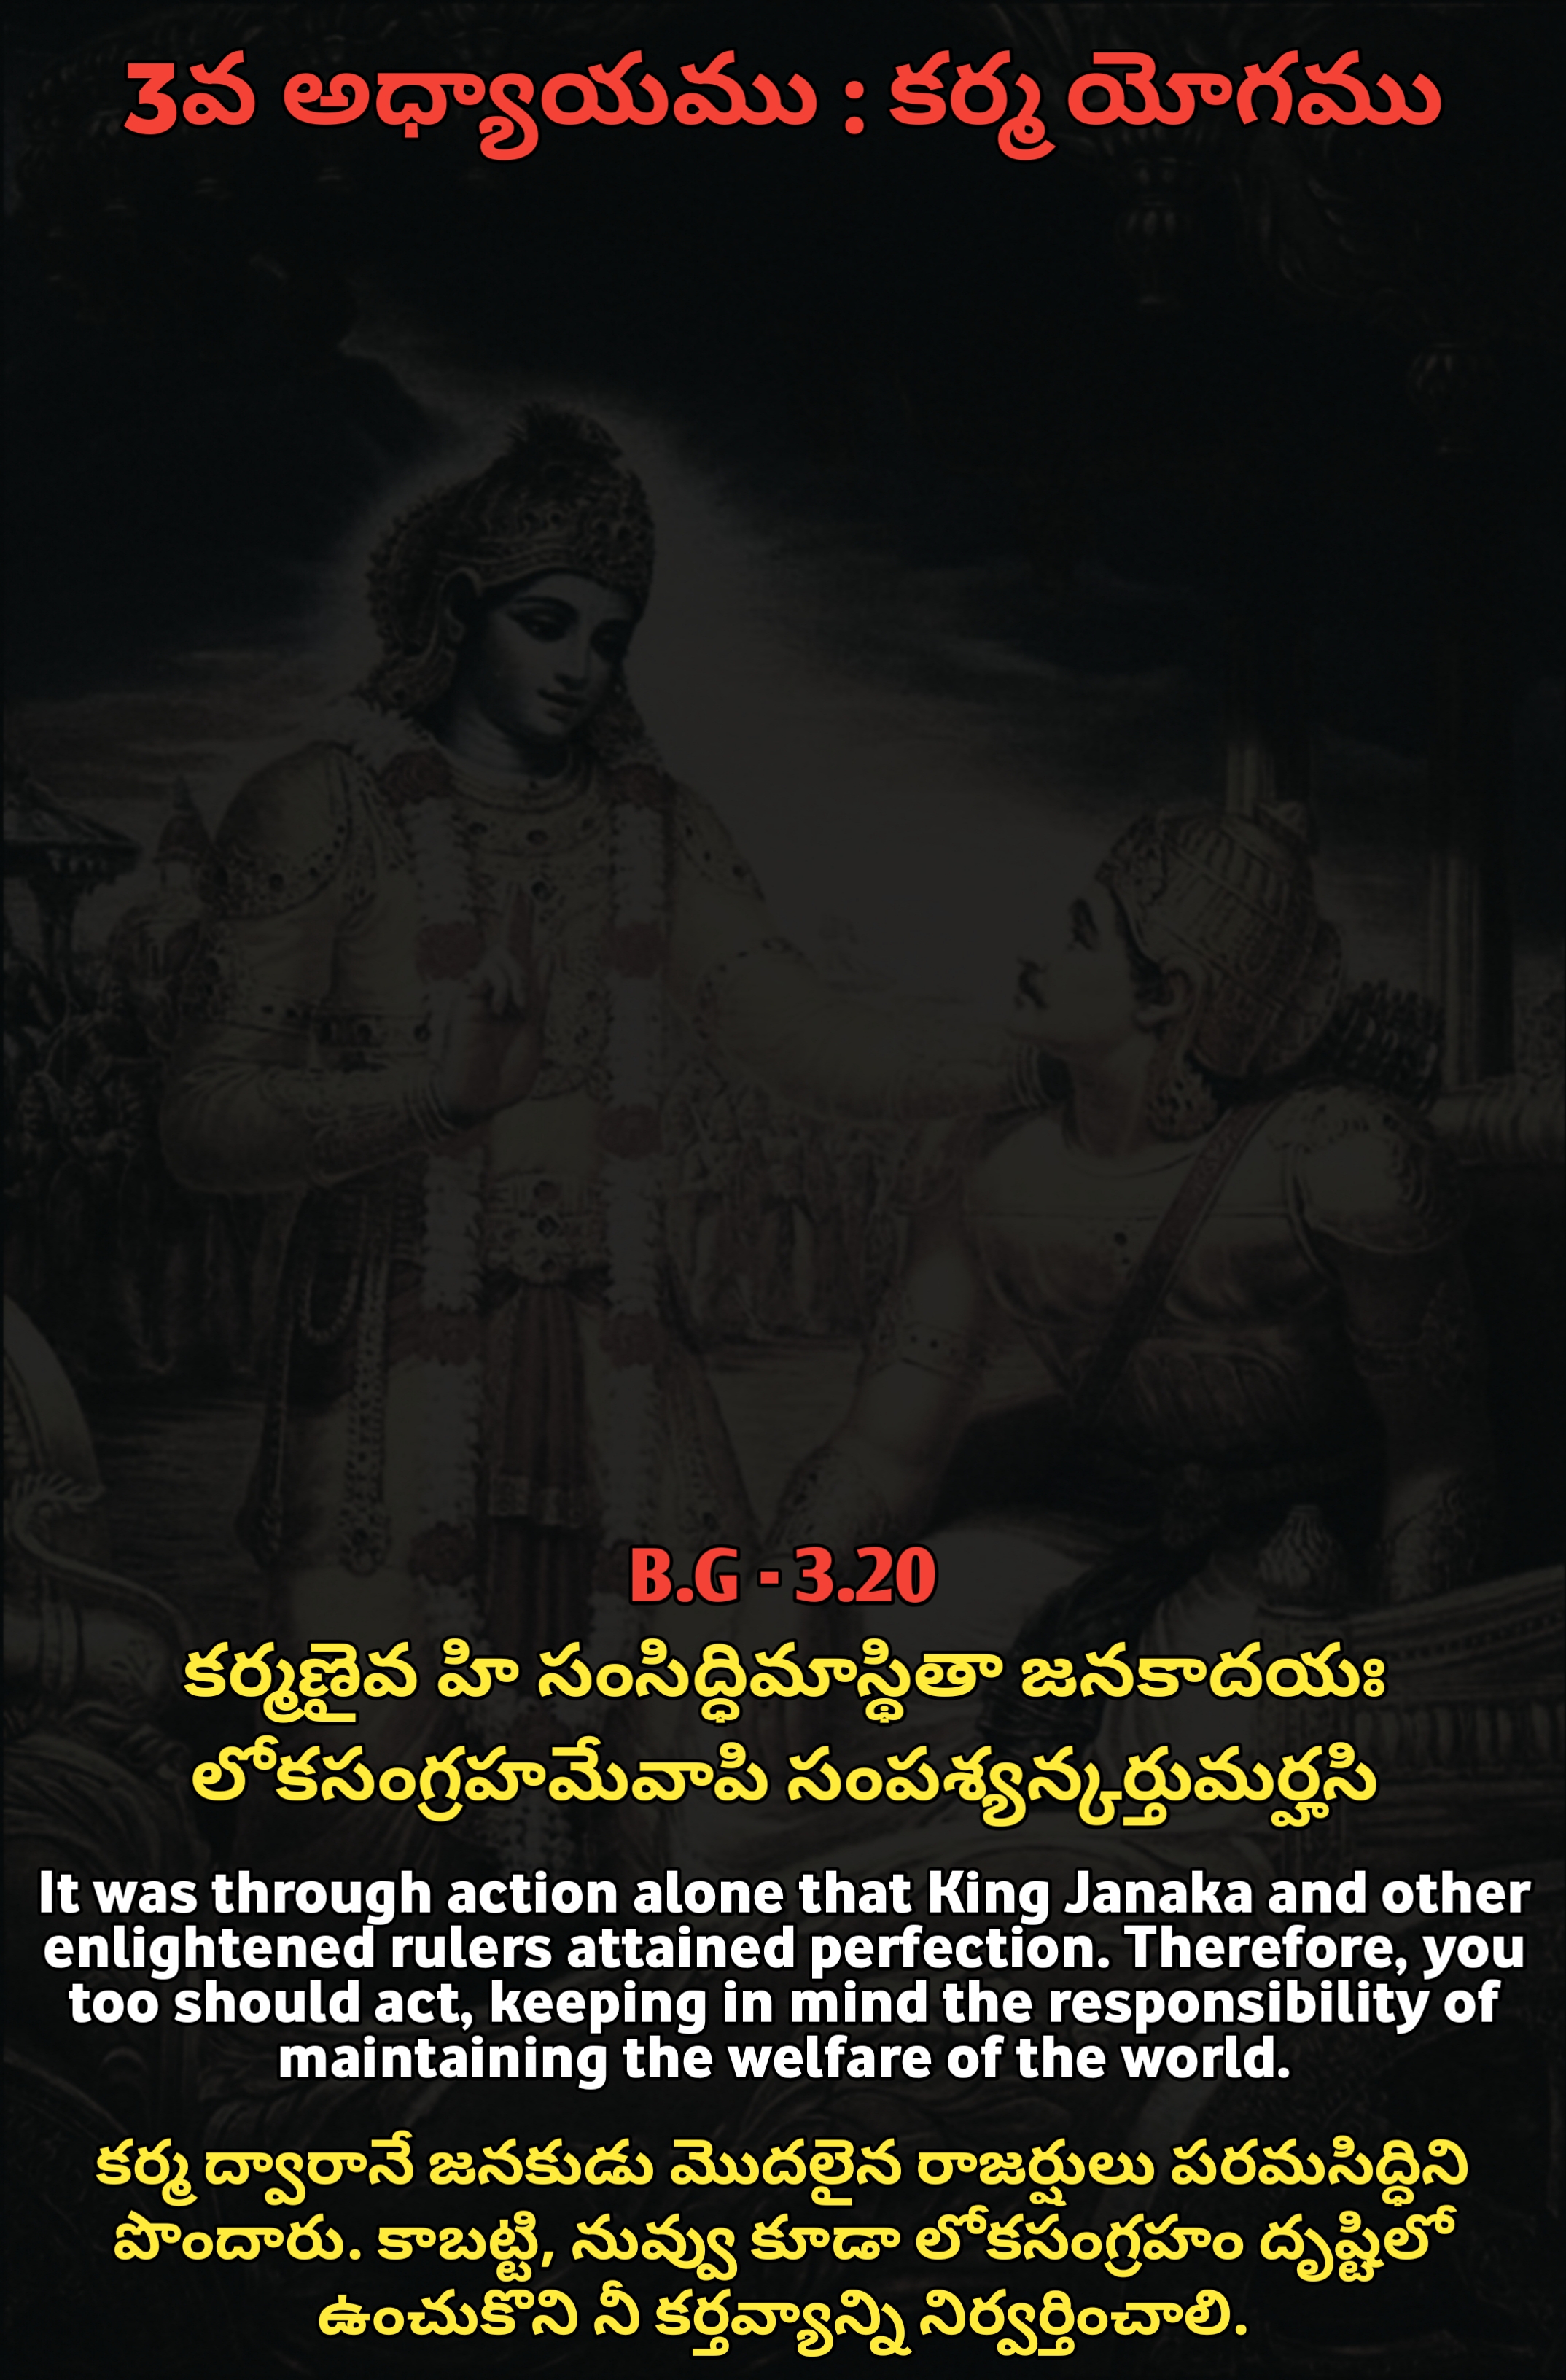 3వ అధ్యాయము : కర్మ యోగము
B.G - 3.20
కర్మణైవ హి సంసిద్ధిమాస్థితా జనకాదయః
లోకసంగ్రహమేవాపి సంపశ్యన్కర్తుమర్హసి
It was through action alone that King Janaka and other
enlightened rulers attained perfection. Therefore, you
too should act, keeping in mind the responsibility of
maintaining the welfare of the world.
కర్మ ద్వారానే జనకుడు మొదలైన రాజర్షులు పరమసిద్ధిని
పొందారు. కాబట్టి, నువ్వు కూడా లోకసంగ్రహం దృష్టిలో
ఉంచుకొని నీ కర్తవ్యాన్ని నిర్వర్తించాలి.